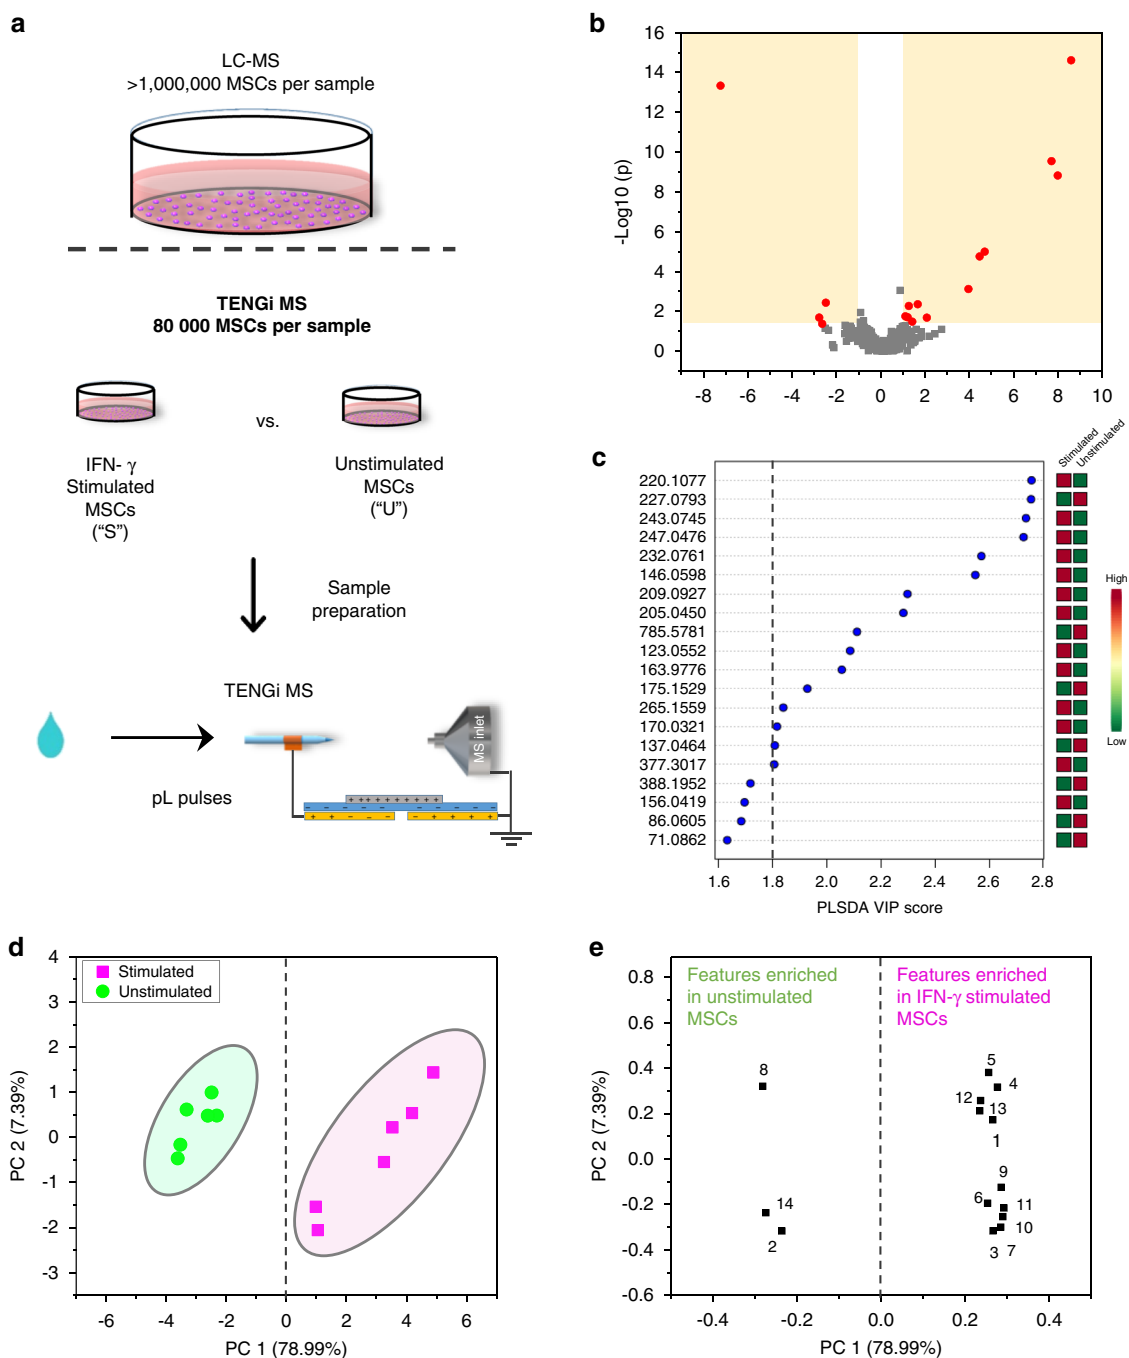 a
LC-MS
>1,000,000 MSCs per sample
TENGi MS
80 000 MSCs per sample
vs.
IFN- γ
Stimulated
MSCs
(“S”)
Unstimulated
MSCs
(“U”)
Sample
preparation
TENGi MS
MS inlet
pL pulses
b
-Log10 (p)
16
14
12
10
8
6
4
2
0
-8
-6
-4
-2
0
2
4
6
8
10
c
Stimulated
Unstimulated
220.1077
227.0793
243.0745
247.0476
232.0761
146.0598
209.0927
205.0450
785.5781
123.0552
163.9776
175.1529
265.1559
170.0321
137.0464
377.3017
388.1952
156.0419
86.0605
71.0862
1.6
1.8
2.0
2.2
2.4
2.6
2.8
PLSDA VIP score
High
Low
d
Stimulated
Unstimulated
PC 2 (7.39%)
4
3
2
1
0
-1
-2
-3
-6
-4
-2
0
2
4
6
PC 1 (78.99%)
e
Features enriched
in unstimulated
MSCs
Features enriched
in IFN-γ stimulated
MSCs
PC 2 (7.39%)
0.8
0.6
0.4
0.2
0.0
-0.2
-0.4
-0.6
8
14
2
5
4
12
13
1
9
6
11
10
3
7
-0.4
-0.2
0.0
0.2
0.4
PC 1 (78.99%)